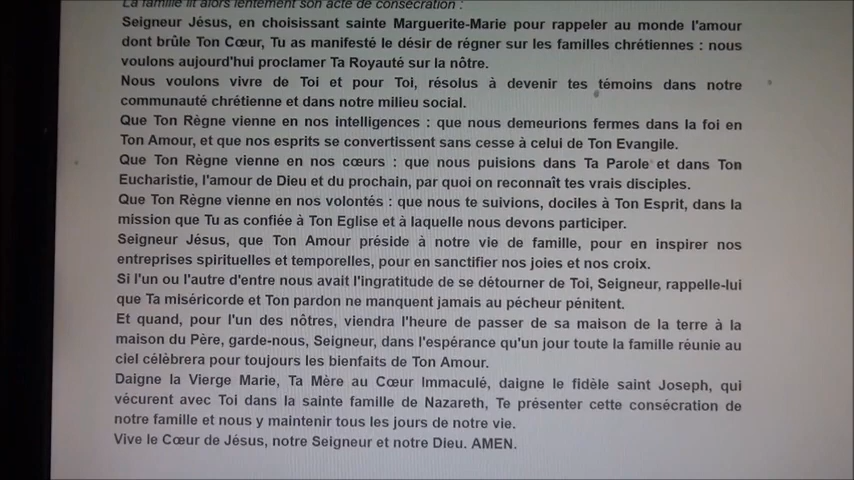 La famille lit alors lentement son acte de consécration :
Seigneur Jésus, en choisissant sainte Marguerite-Marie pour rappeler au monde l'amour
dont brûle Ton Cœur, Tu as manifesté le désir de régner sur les familles chrétiennes : nous
voulons aujourd'hui proclamer Ta Royauté sur la nôtre.
Nous voulons vivre de Toi et pour Toi, résolus à devenir tes témoins dans notre
communauté chrétienne et dans notre milieu social.
Que Ton Règne vienne en nos intelligences : que nous demeurions fermes dans la foi en
Ton Amour, et que nos esprits se convertissent sans cesse à celui de Ton Evangile.
Que Ton Règne vienne en nos cœurs : que nous puisions dans Ta Parole et dans Ton
Eucharistie, l'amour de Dieu et du prochain, par quoi on reconnaît tes vrais disciples.
Que Ton Règne vienne en nos volontés : que nous te suivions, dociles à Ton Esprit, dans la
mission que Tu as confiée à Ton Eglise et à laquelle nous devons participer.
Seigneur Jésus, que Ton Amour préside à notre vie de famille, pour en inspirer nos
entreprises spirituelles et temporelles, pour en sanctifier nos joies et nos croix.
Si l'un ou l'autre d'entre nous avait l'ingratitude de se détourner de Toi, Seigneur, rappelle-lui
que Ta miséricorde et Ton pardon ne manquent jamais au pécheur pénitent.
Et quand, pour l'un des nôtres, viendra l'heure de passer de sa maison de la terre à la
maison du Père, garde-nous, Seigneur, dans l'espérance qu'un jour toute la famille réunie au
ciel célèbrera pour toujours les bienfaits de Ton Amour.
Daigne la Vierge Marie, Ta Mère au Cœur Immaculé, daigne le fidèle saint Joseph, qui
vécurent avec Toi dans la sainte famille de Nazareth, Te présenter cette consécration de
notre famille et nous y maintenir tous les jours de notre vie.
Vive le Cœur de Jésus, notre Seigneur et notre Dieu. AMEN.